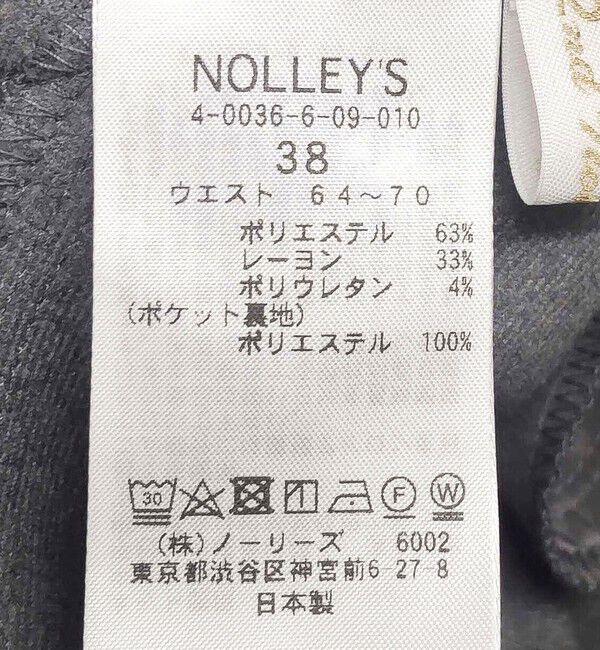 NOLLEY'S
4-0036-6-09-010
38
ウエスト 64~70
ポリエステル 63%
レーヨン 33%
ポリウレタン 4%
(ポケット裏地)
ポリエステル 100%
30 F W
(株)ノーリーズ 6002
東京都渋谷区神宮前6-27-8
日本製